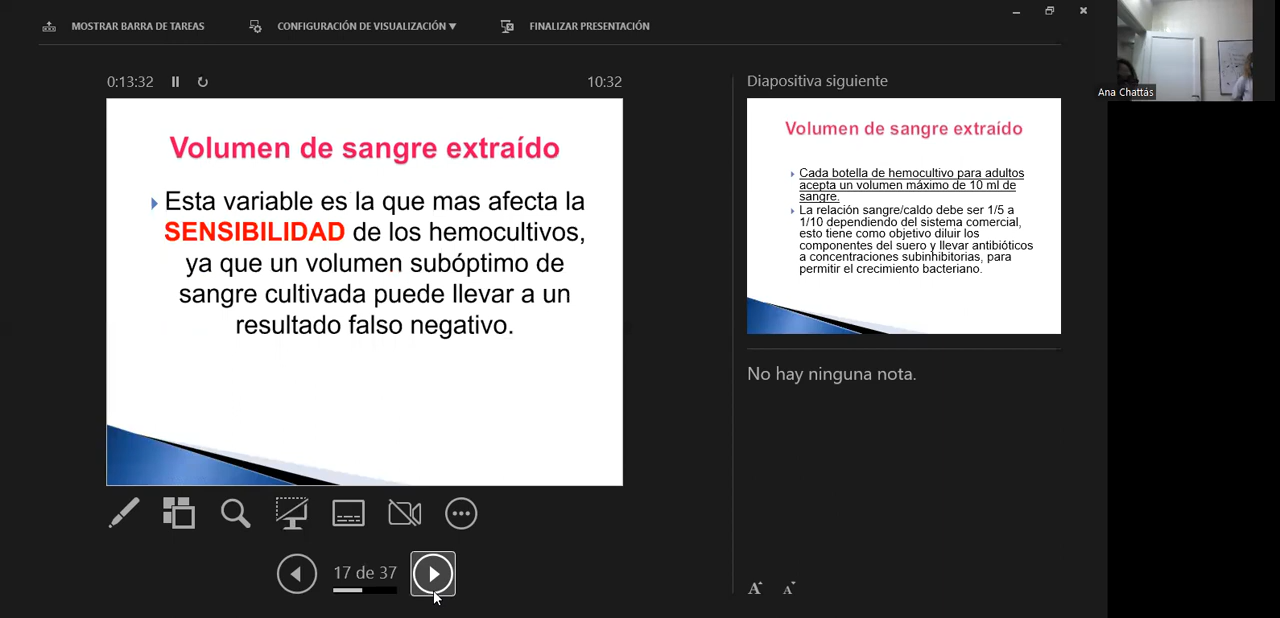 MOSTRAR BARRA DE TAREAS
CONFIGURACIÓN DE VISUALIZACIÓN ▼
FINALIZAR PRESENTACIÓN
Ana Chattás
0:13:32
10:32
Volumen de sangre extraído
Esta variable es la que mas afecta la
SENSIBILIDAD de los hemocultivos,
ya que un volumen subóptimo de
sangre cultivada puede llevar a un
resultado falso negativo.
17 de 37
Diapositiva siguiente
Volumen de sangre extraído
Cada botella de hemocultivo para adultos
acepta un volumen máximo de 10 ml de
sangre.
La relación sangre/caldo debe ser 1/5 a
1/10 dependiendo del sistema comercial,
esto tiene como objetivo diluir los
componentes del suero y llevar antibióticos
a concentraciones subinhibitorias, para
permitir el crecimiento bacteriano.
No hay ninguna nota.
A A